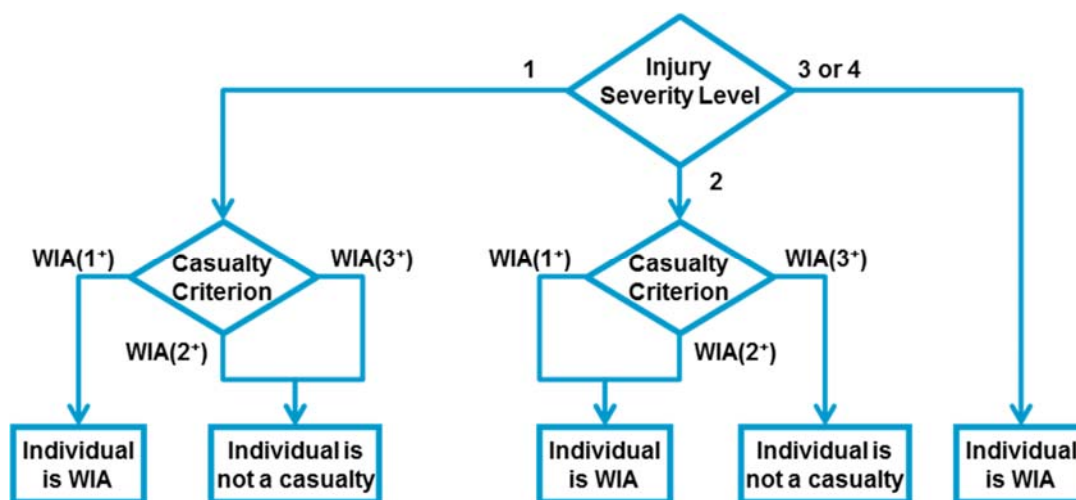 1
Injury
Severity Level
3 or 4
2
WIA(1⁺)
Casualty
Criterion
WIA(3⁺)
WIA(2⁺)
WIA(1⁺)
Casualty
Criterion
WIA(3⁺)
WIA(2⁺)
Individual
is WIA
Individual is
not a casualty
Individual
is WIA
Individual is
not a casualty
Individual
is WIA